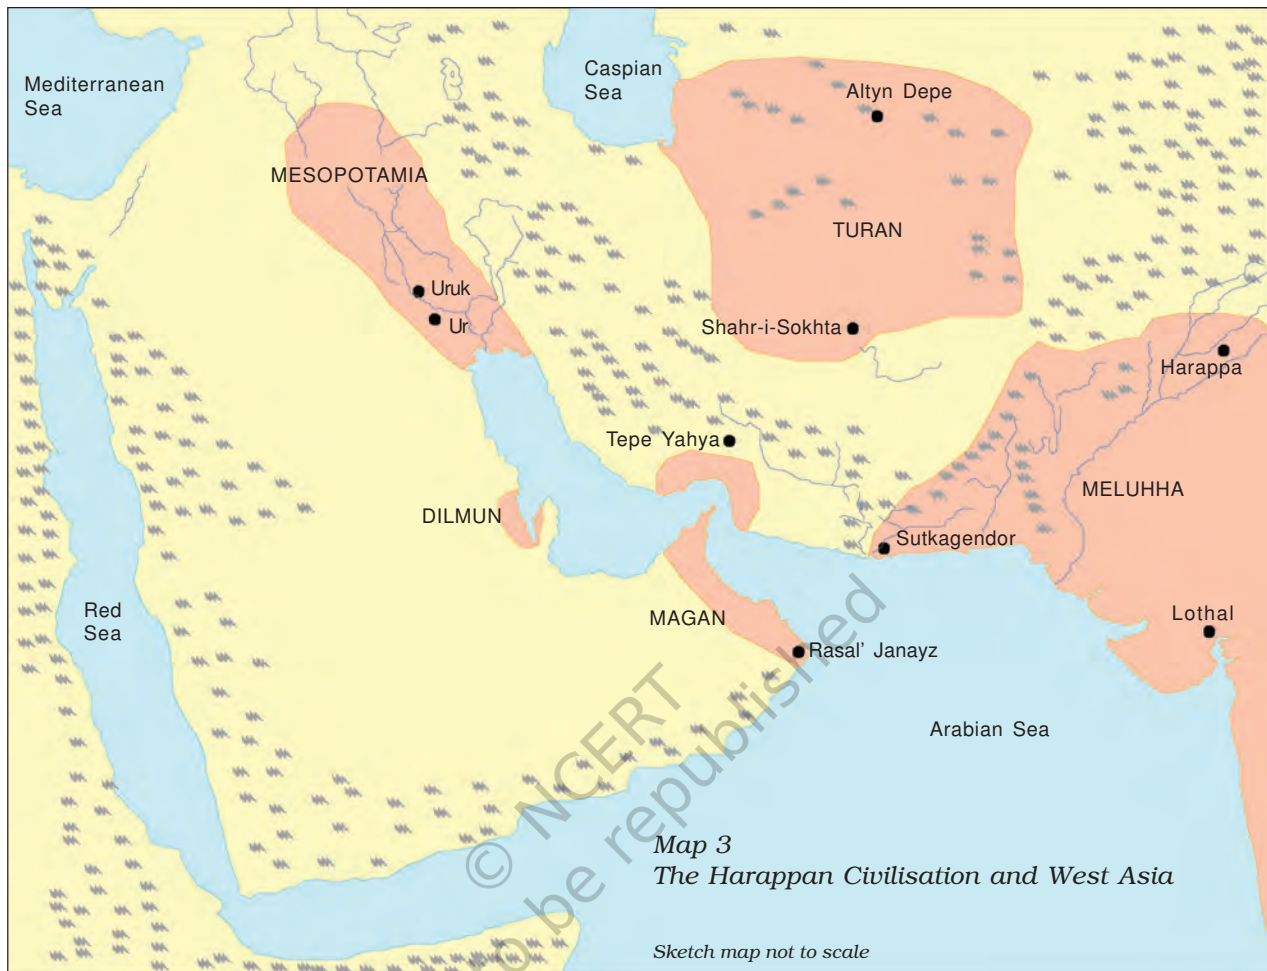 Mediterranean
Sea
Caspian
Sea
Altyn Depe
MESOPOTAMIA
TURAN
Uruk
Ur
Shahr-i-Sokhta
Harappa
Tepe Yahya
MELUHHA
DILMUN
Sutkagendor
Red
Sea
MAGAN
Lothal
Rasal' Janayz
Arabian Sea
© NCERT
to be republished
Map 3
The Harappan Civilisation and West Asia
Sketch map not to scale